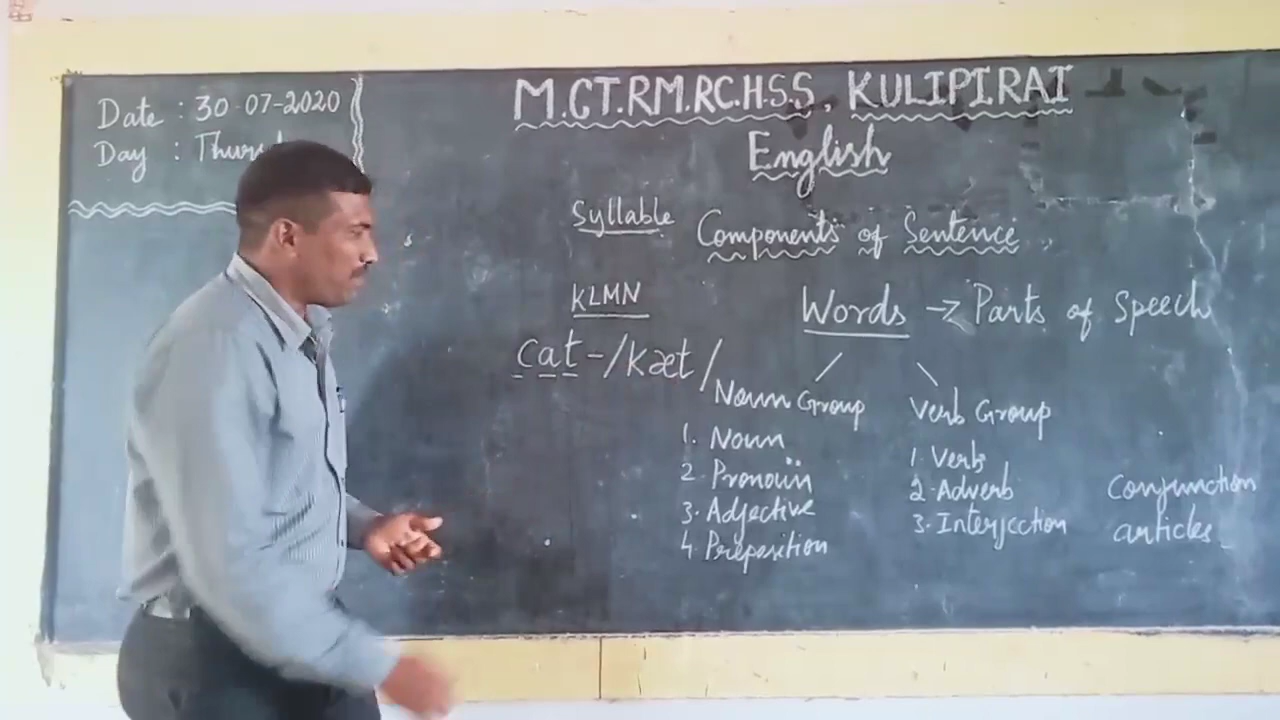 Date : 30-07-2020
Day :
M.CT.RM.RC.H.S.S, KULIPIRAI
English
Syllable
Components of Sentence
KLMN
Words → Parts of Speech
cat - /kæt/
Noun Group
1. Noun
2. Pronoun
3. Adjective
4. Preposition
Verb Group
1. Verb
2. Adverb
3. Interjection
Conjunction
articles